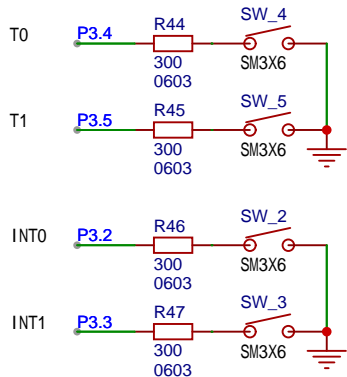 T0 P3.4 R44 SW_4
300 SM3X6
0603
T1 P3.5 R45 SW_5
300 SM3X6
0603
INT0 P3.2 R46 SW_2
300 SM3X6
0603
INT1 P3.3 R47 SW_3
300 SM3X6
0603